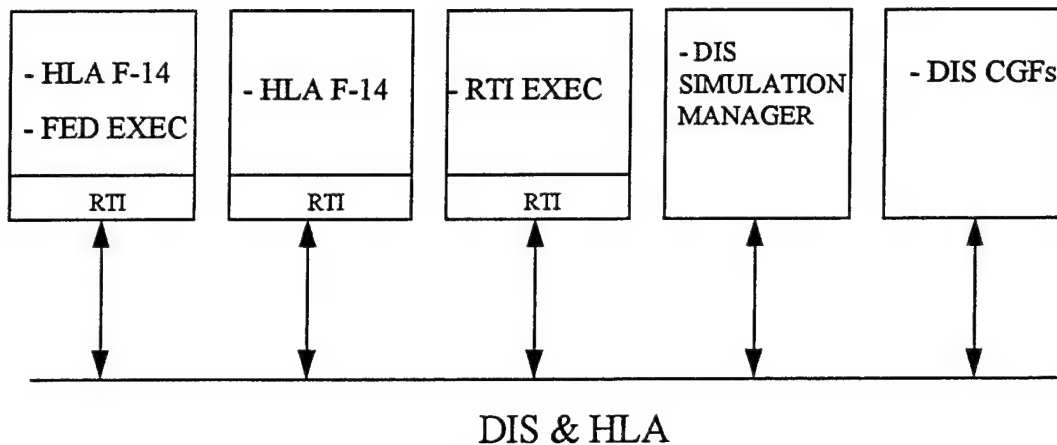 - HLA F-14
- FED EXEC
RTI
- HLA F-14
RTI
- RTI EXEC
RTI
- DIS
SIMULATION
MANAGER
- DIS CGFs
DIS & HLA